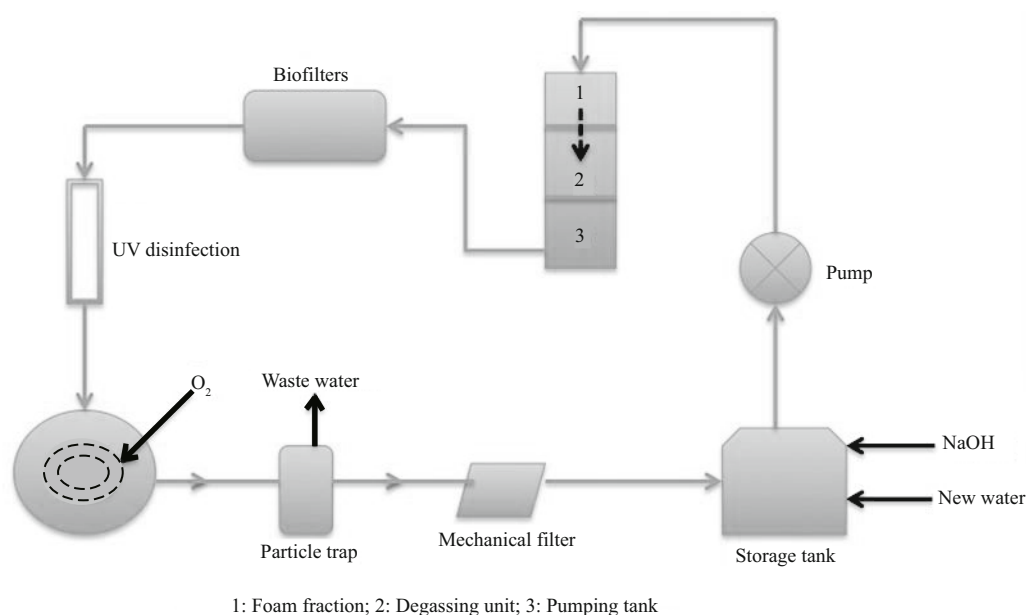 Biofilters
1
2
3
UV disinfection
Pump
O2
Waste water
NaOH
New water
Particle trap
Mechanical filter
Storage tank
1: Foam fraction; 2: Degassing unit; 3: Pumping tank